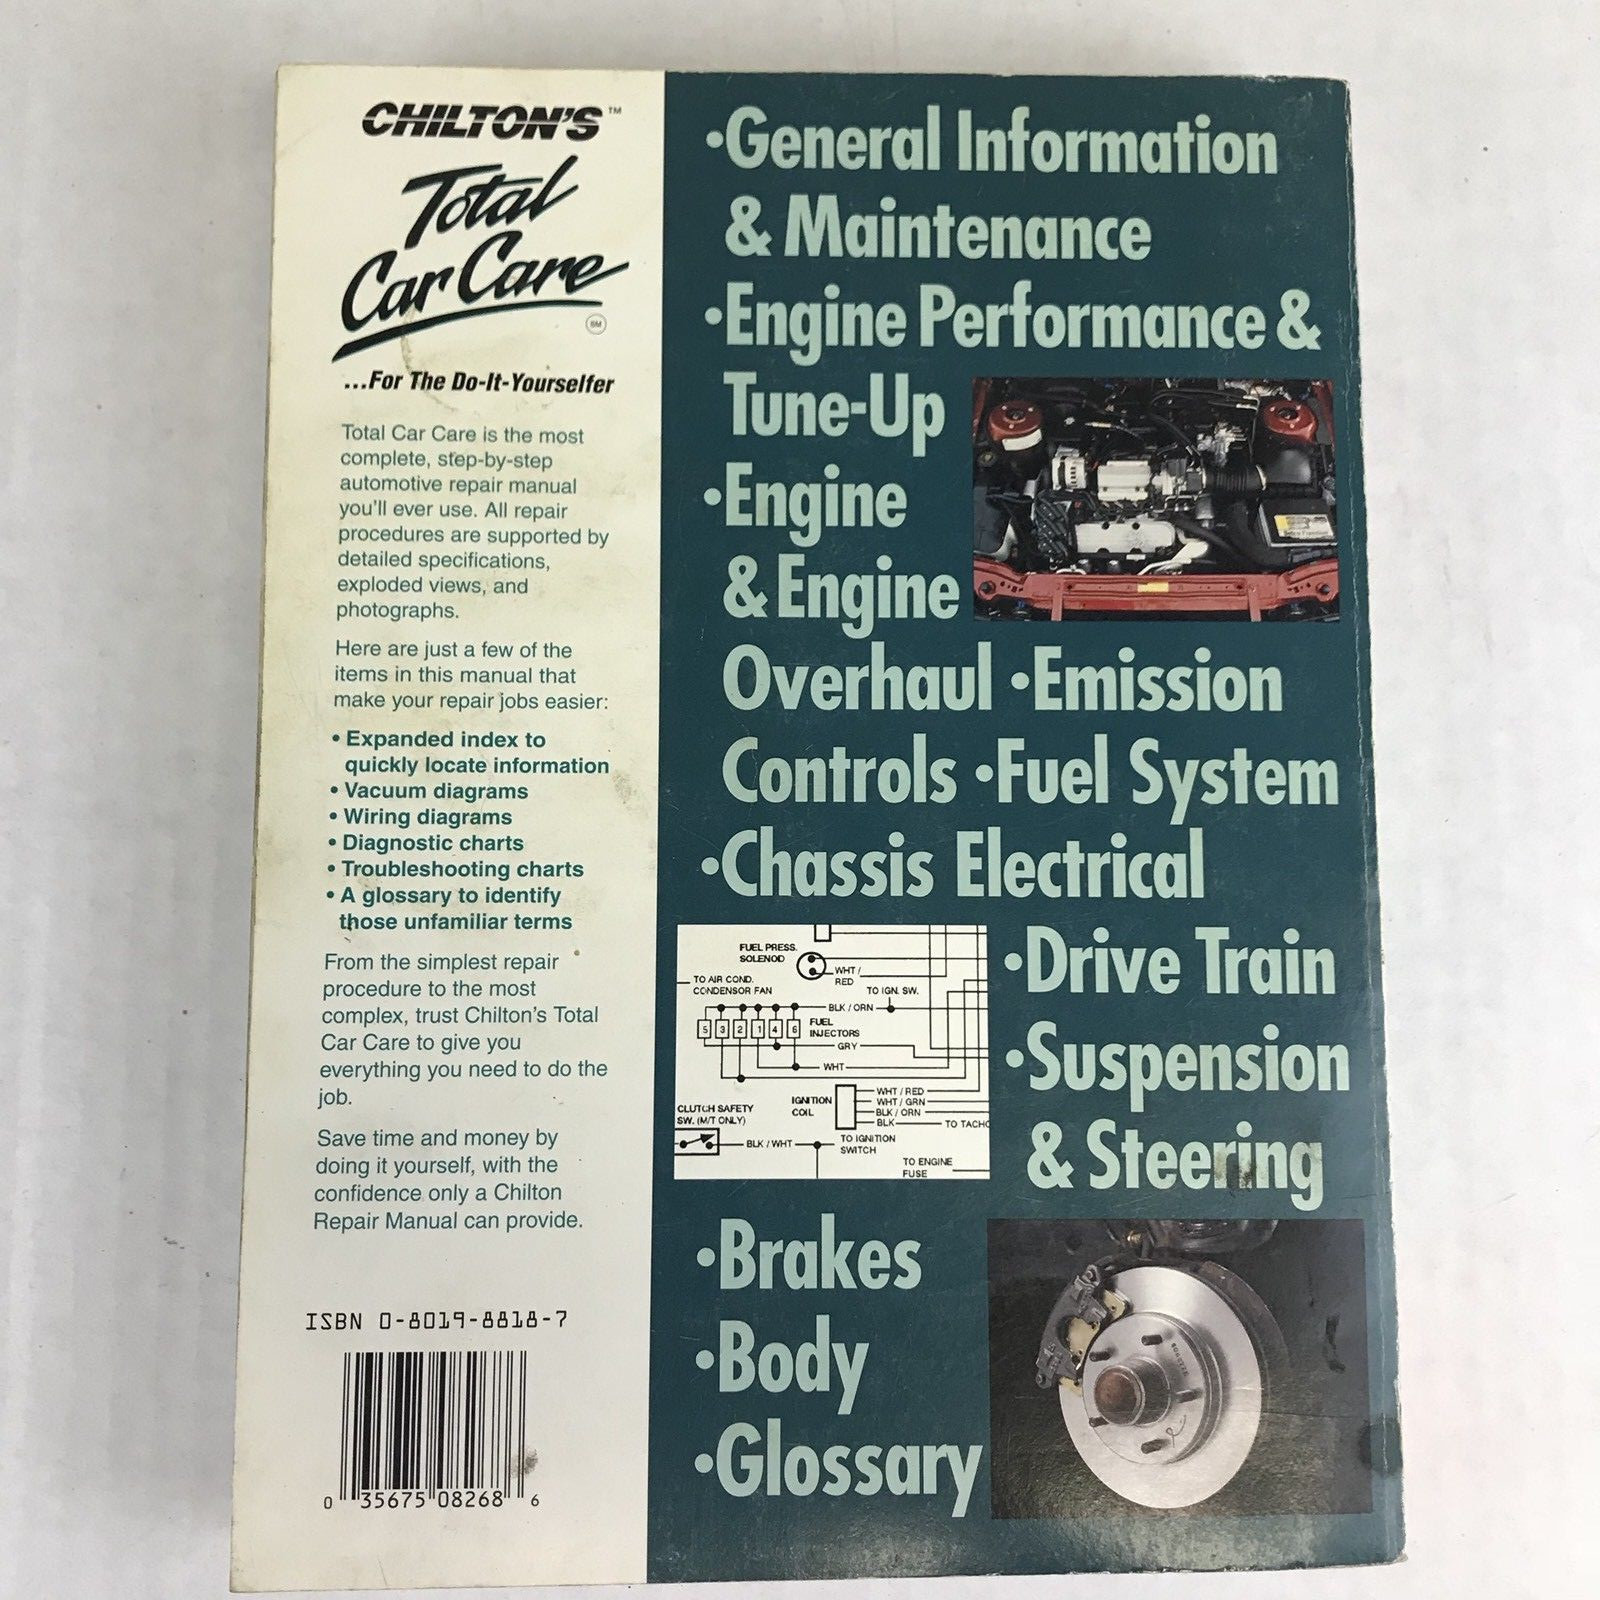 CHILTON'S™
Total
Car Care
SM
...For The Do-It-Yourselfer
Total Car Care is the most
complete, step-by-step
automotive repair manual
you'll ever use. All repair
procedures are supported by
detailed specifications,
exploded views, and
photographs.
Here are just a few of the
items in this manual that
make your repair jobs easier:
• Expanded index to
quickly locate information
• Vacuum diagrams
• Wiring diagrams
• Diagnostic charts
• Troubleshooting charts
• A glossary to identify
those unfamiliar terms
From the simplest repair
procedure to the most
complex, trust Chilton's Total
Car Care to give you
everything you need to do the
job.
Save time and money by
doing it yourself, with the
confidence only a Chilton
Repair Manual can provide.
ISBN 0-8019-8818-7
0 35675 08268 6
•General Information
& Maintenance
•Engine Performance &
Tune-Up
•Engine
& Engine
Overhaul •Emission
Controls •Fuel System
•Chassis Electrical
•Drive Train
•Suspension
& Steering
•Brakes
•Body
•Glossary
FUEL PRESS.
SOLENOD
WHT /
RED
TO AIR COND.
CONDENSOR FAN
TO IGN. SW.
BLK / ORN
5 3 2 1 4 6
FUEL
INJECTORS
GRY
WHT
IGNITION
COIL
WHT / RED
WHT / GRN
BLK / ORN
BLK
TO TACHO
CLUTCH SAFETY
SW. (M/T ONLY)
BLK / WHT
TO IGNITION
SWITCH
TO ENGINE
FUSE